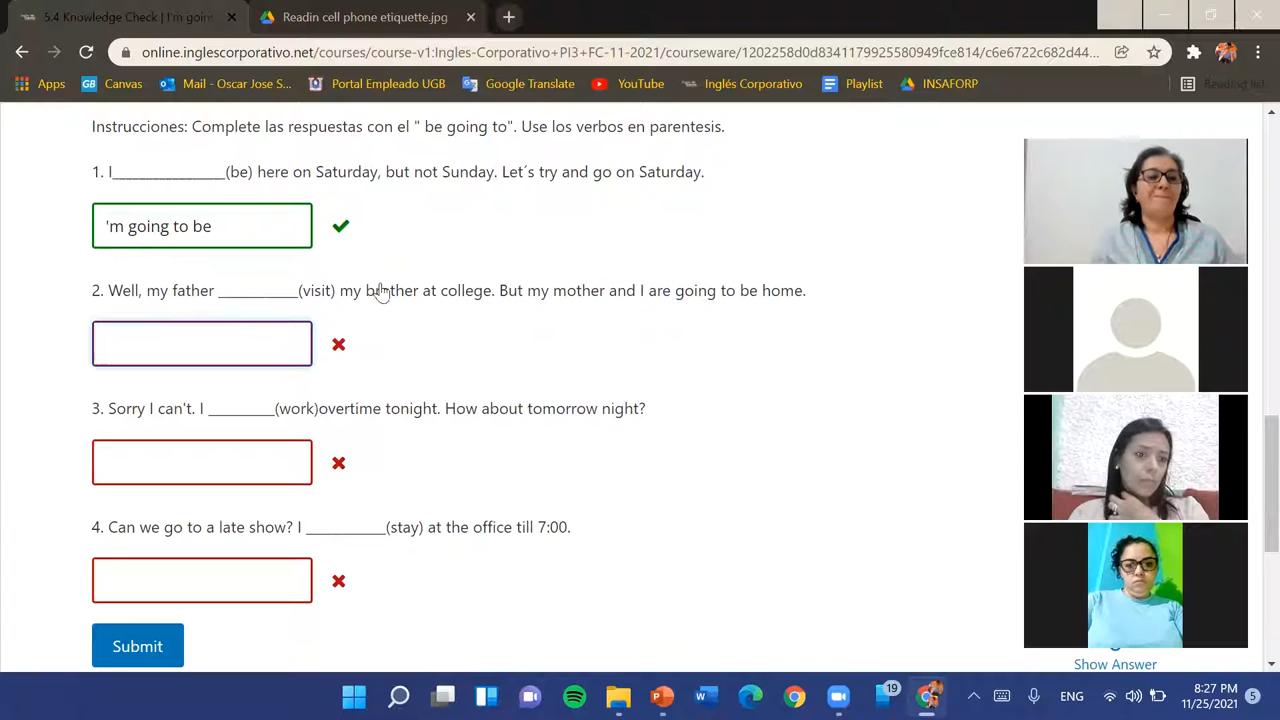 5.4 Knowledge Check | I'm goin
Readin cell phone etiquette.jpg
online.inglescorporativo.net/courses/course-v1:Ingles-Corporativo+PI3+FC-11-2021/courseware/1202258d0d8341179925580949fce814/c6e6722c682d44...
Apps
Canvas
Mail - Oscar Jose S...
Portal Empleado UGB
Google Translate
YouTube
Inglés Corporativo
Playlist
INSAFORP
Reading list
Instrucciones: Complete las respuestas con el " be going to". Use los verbos en parentesis.
1. I_______________(be) here on Saturday, but not Sunday. Let´s try and go on Saturday.
'm going to be
2. Well, my father __________(visit) my brother at college. But my mother and I are going to be home.
3. Sorry I can't. I ________(work)overtime tonight. How about tomorrow night?
4. Can we go to a late show? I __________(stay) at the office till 7:00.
Submit
Show Answer
19
ENG
8:27 PM
11/25/2021
5